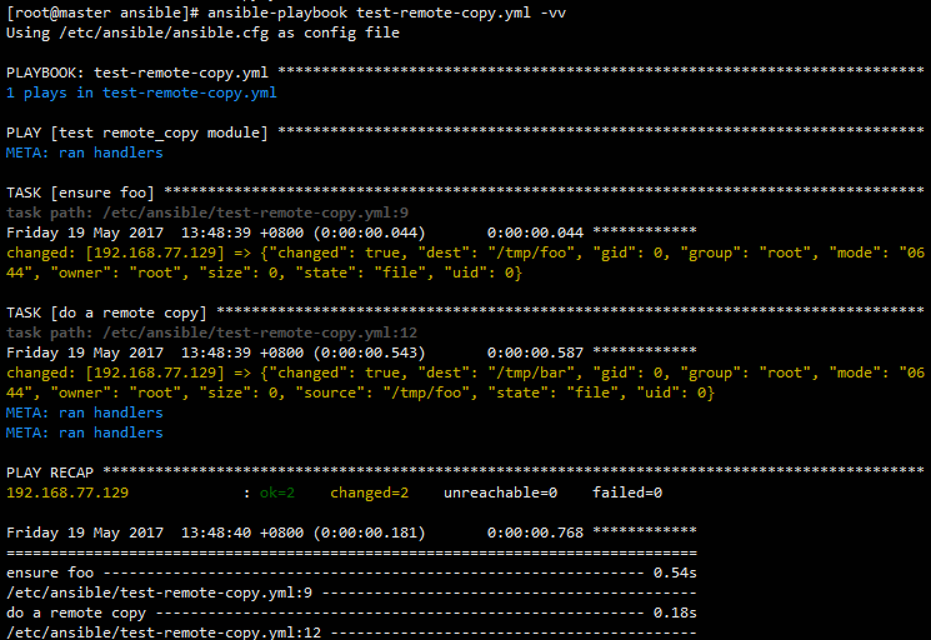 [root@master ansible]# ansible-playbook test-remote-copy.yml -vv
Using /etc/ansible/ansible.cfg as config file
PLAYBOOK: test-remote-copy.yml **************************************************************************
1 plays in test-remote-copy.yml
PLAY [test remote_copy module] **************************************************************************
META: ran handlers
TASK [ensure foo] ***************************************************************************************
task path: /etc/ansible/test-remote-copy.yml:9
Friday 19 May 2017  13:48:39 +0800 (0:00:00.044)       0:00:00.044 ************
changed: [192.168.77.129] => {"changed": true, "dest": "/tmp/foo", "gid": 0, "group": "root", "mode": "06
44", "owner": "root", "size": 0, "state": "file", "uid": 0}
TASK [do a remote copy] *********************************************************************************
task path: /etc/ansible/test-remote-copy.yml:12
Friday 19 May 2017  13:48:39 +0800 (0:00:00.543)       0:00:00.587 ************
changed: [192.168.77.129] => {"changed": true, "dest": "/tmp/bar", "gid": 0, "group": "root", "mode": "06
44", "owner": "root", "size": 0, "source": "/tmp/foo", "state": "file", "uid": 0}
META: ran handlers
META: ran handlers
PLAY RECAP **********************************************************************************************
192.168.77.129             : ok=2    changed=2    unreachable=0    failed=0
Friday 19 May 2017  13:48:40 +0800 (0:00:00.181)       0:00:00.768 ************
===============================================================================
ensure foo -------------------------------------------------------------- 0.54s
/etc/ansible/test-remote-copy.yml:9 -------------------------------------------
do a remote copy -------------------------------------------------------- 0.18s
/etc/ansible/test-remote-copy.yml:12 ------------------------------------------